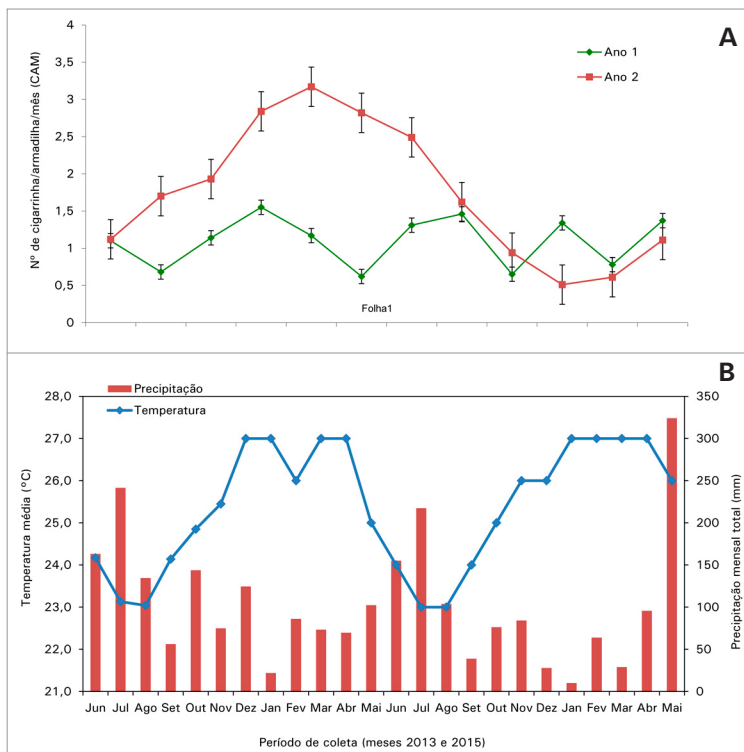 A
Nº de cigarrinha/armadilha/mês (CAM)
4
3,5
3
2,5
2
1,5
1
0,5
0
Ano 1
Ano 2
Folha1
B
Precipitação
Temperatura
Temperatura média (ºC)
28,0
27,0
26,0
25,0
24,0
23,0
22,0
21,0
Precipitação mensal total (mm)
350
300
250
200
150
100
50
0
Jun Jul Ago Set Out Nov Dez Jan Fev Mar Abr Mai Jun Jul Ago Set Out Nov Dez Jan Fev Mar Abr Mai
Período de coleta (meses 2013 e 2015)